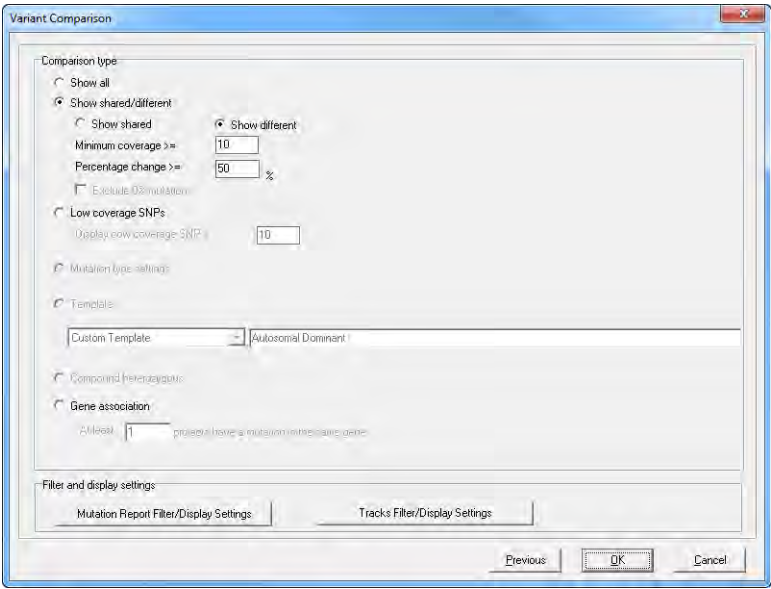 Variant Comparison
Comparison type
Show all
Show shared/different
Show shared Show different
Minimum coverage >= 10
Percentage change >= 50 %
Exclude 0% mutations
Low coverage SNPs
Display low coverage SNP 10
Mutation type settings
Template
Custom Template Autosomal Dominant
Compound heterozygous
Gene association
At least 1 projects have a mutation in the same gene
Filter and display settings
Mutation Report Filter/Display Settings Tracks Filter/Display Settings
Previous OK Cancel